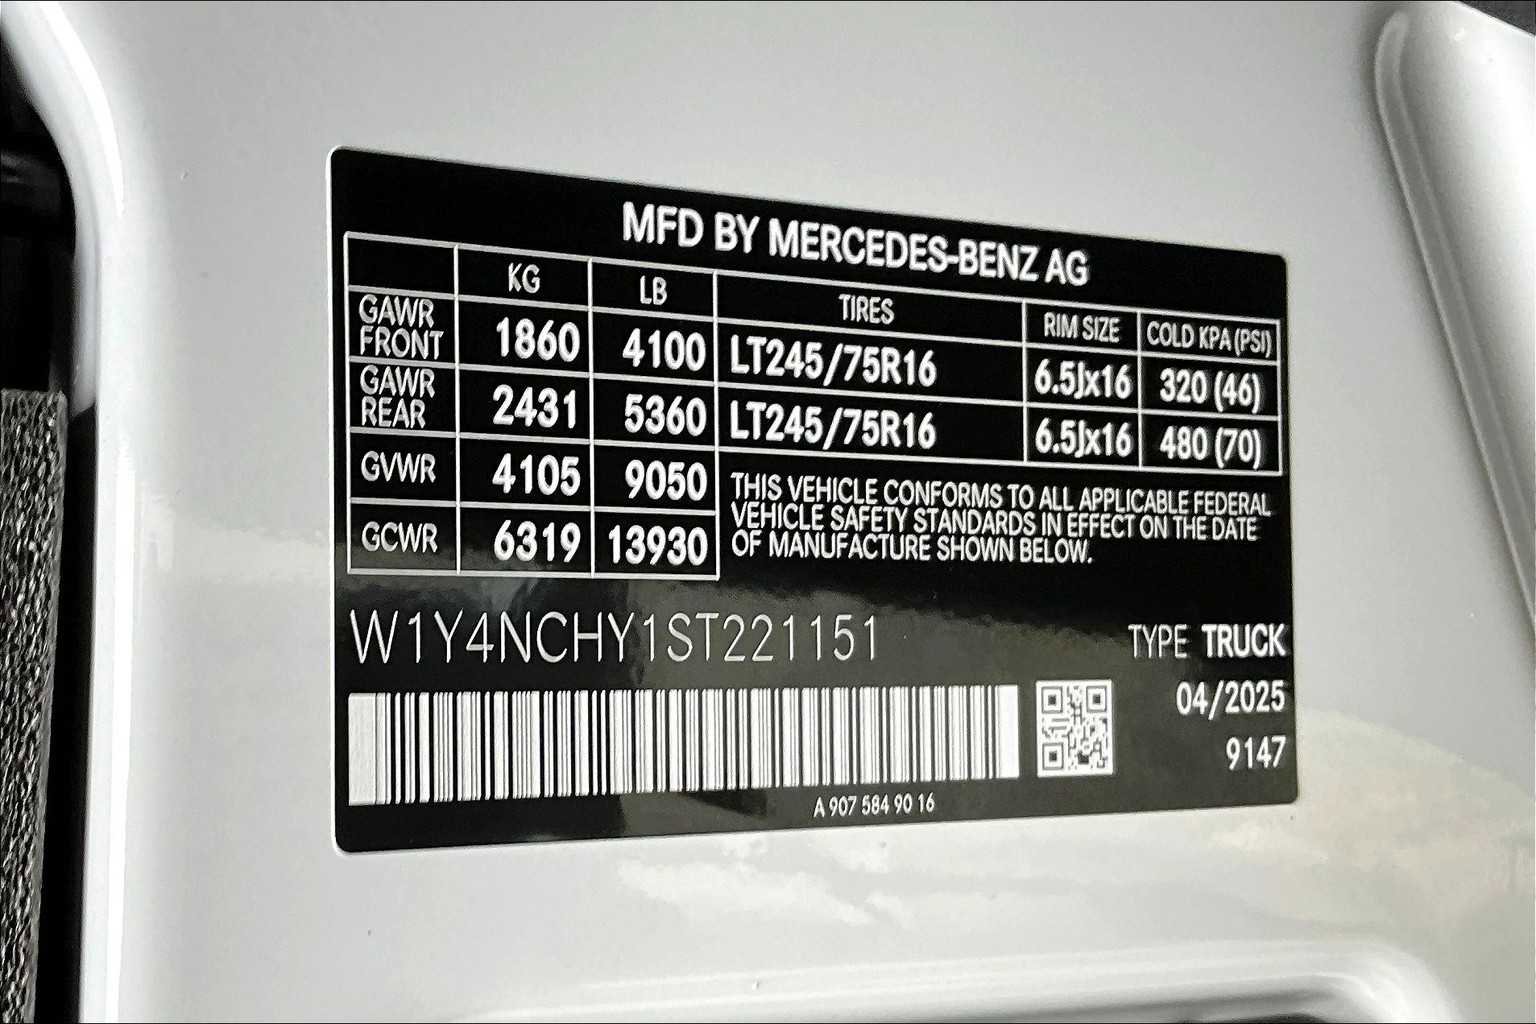 MFD BY MERCEDES-BENZ AG
KG LB TIRES RIM SIZE COLD KPA (PSI)
GAWR FRONT 1860 4100 LT245/75R16 6.5Jx16 320 (46)
GAWR REAR 2431 5360 LT245/75R16 6.5Jx16 480 (70)
GVWR 4105 9050
GCWR 6319 13930
THIS VEHICLE CONFORMS TO ALL APPLICABLE FEDERAL
VEHICLE SAFETY STANDARDS IN EFFECT ON THE DATE
OF MANUFACTURE SHOWN BELOW.
W1Y4NCHY1ST221151
TYPE TRUCK
04/2025
9147
A 907 584 90 16